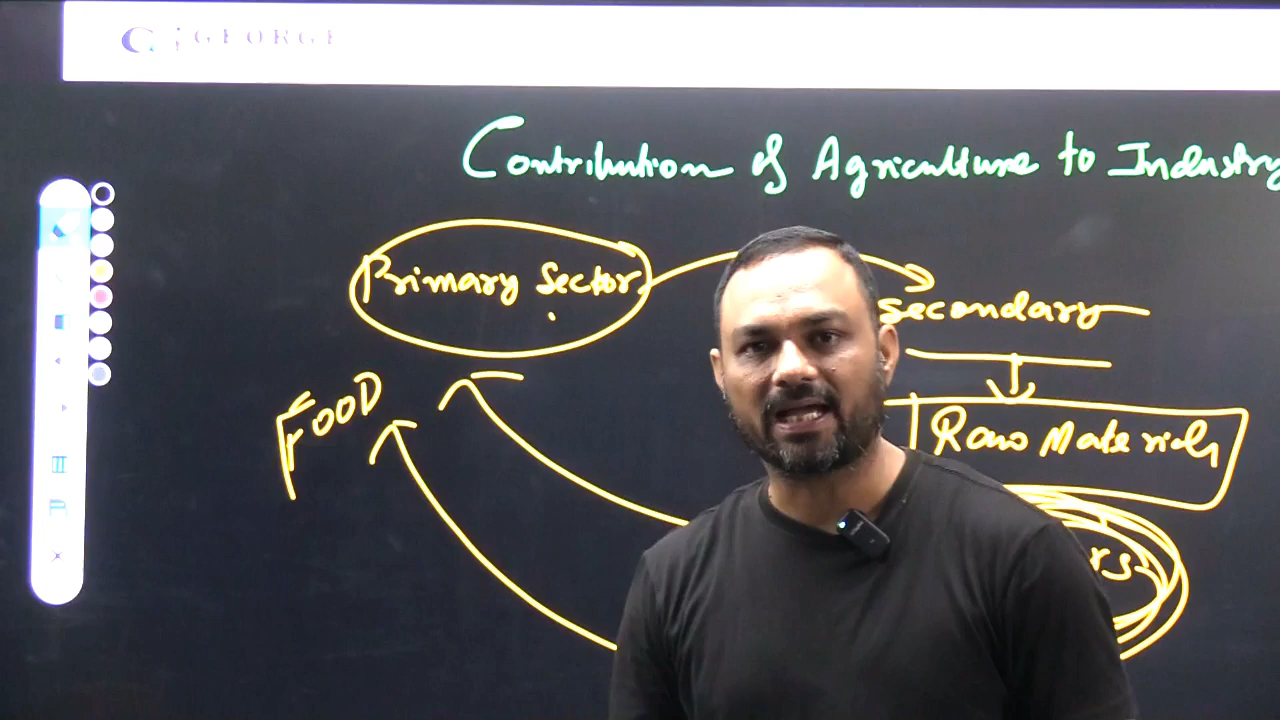 GEORGE
Contribution of Agriculture to Industry
Primary Sector
secondary
FOOD
Raw Materials